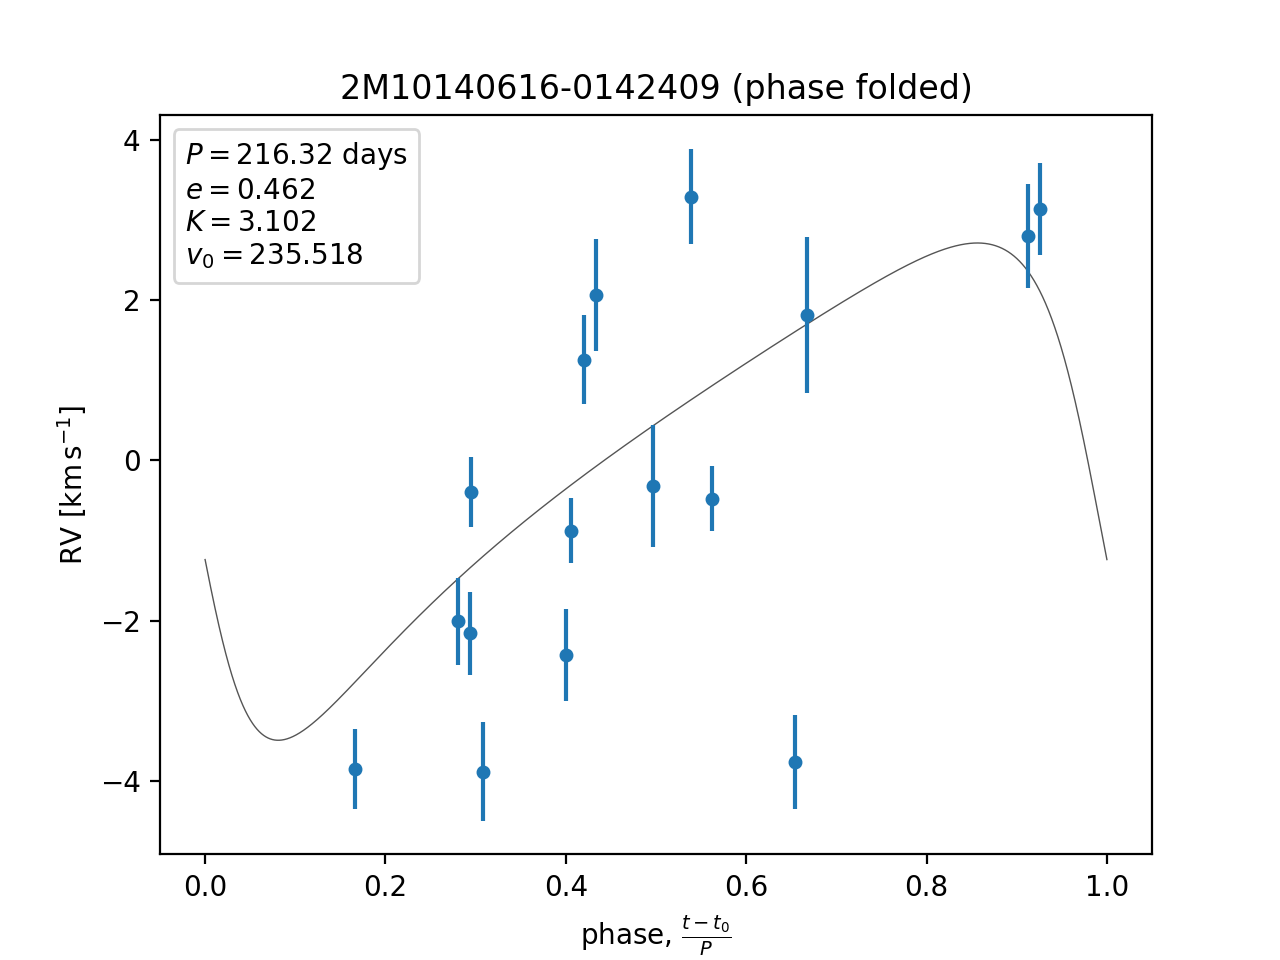 2M10140616-0142409 (phase folded)
P = 216.32 days
e = 0.462
K = 3.102
v₀ = 235.518
4
2
0
−2
−4
RV [km s⁻¹]
0.0 0.2 0.4 0.6 0.8 1.0
phase, (t − t₀)/P